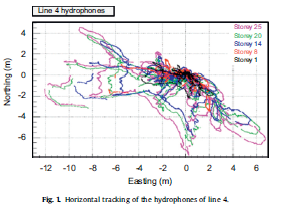 Line 4 hydrophones
Storey 25
Storey 20
Storey 14
Storey 8
Storey 1
Northing (m)
4
2
0
-2
-4
-6
-12 -10 -8 -6 -4 -2 0 2 4 6
Easting (m)
Fig. 1. Horizontal tracking of the hydrophones of line 4.